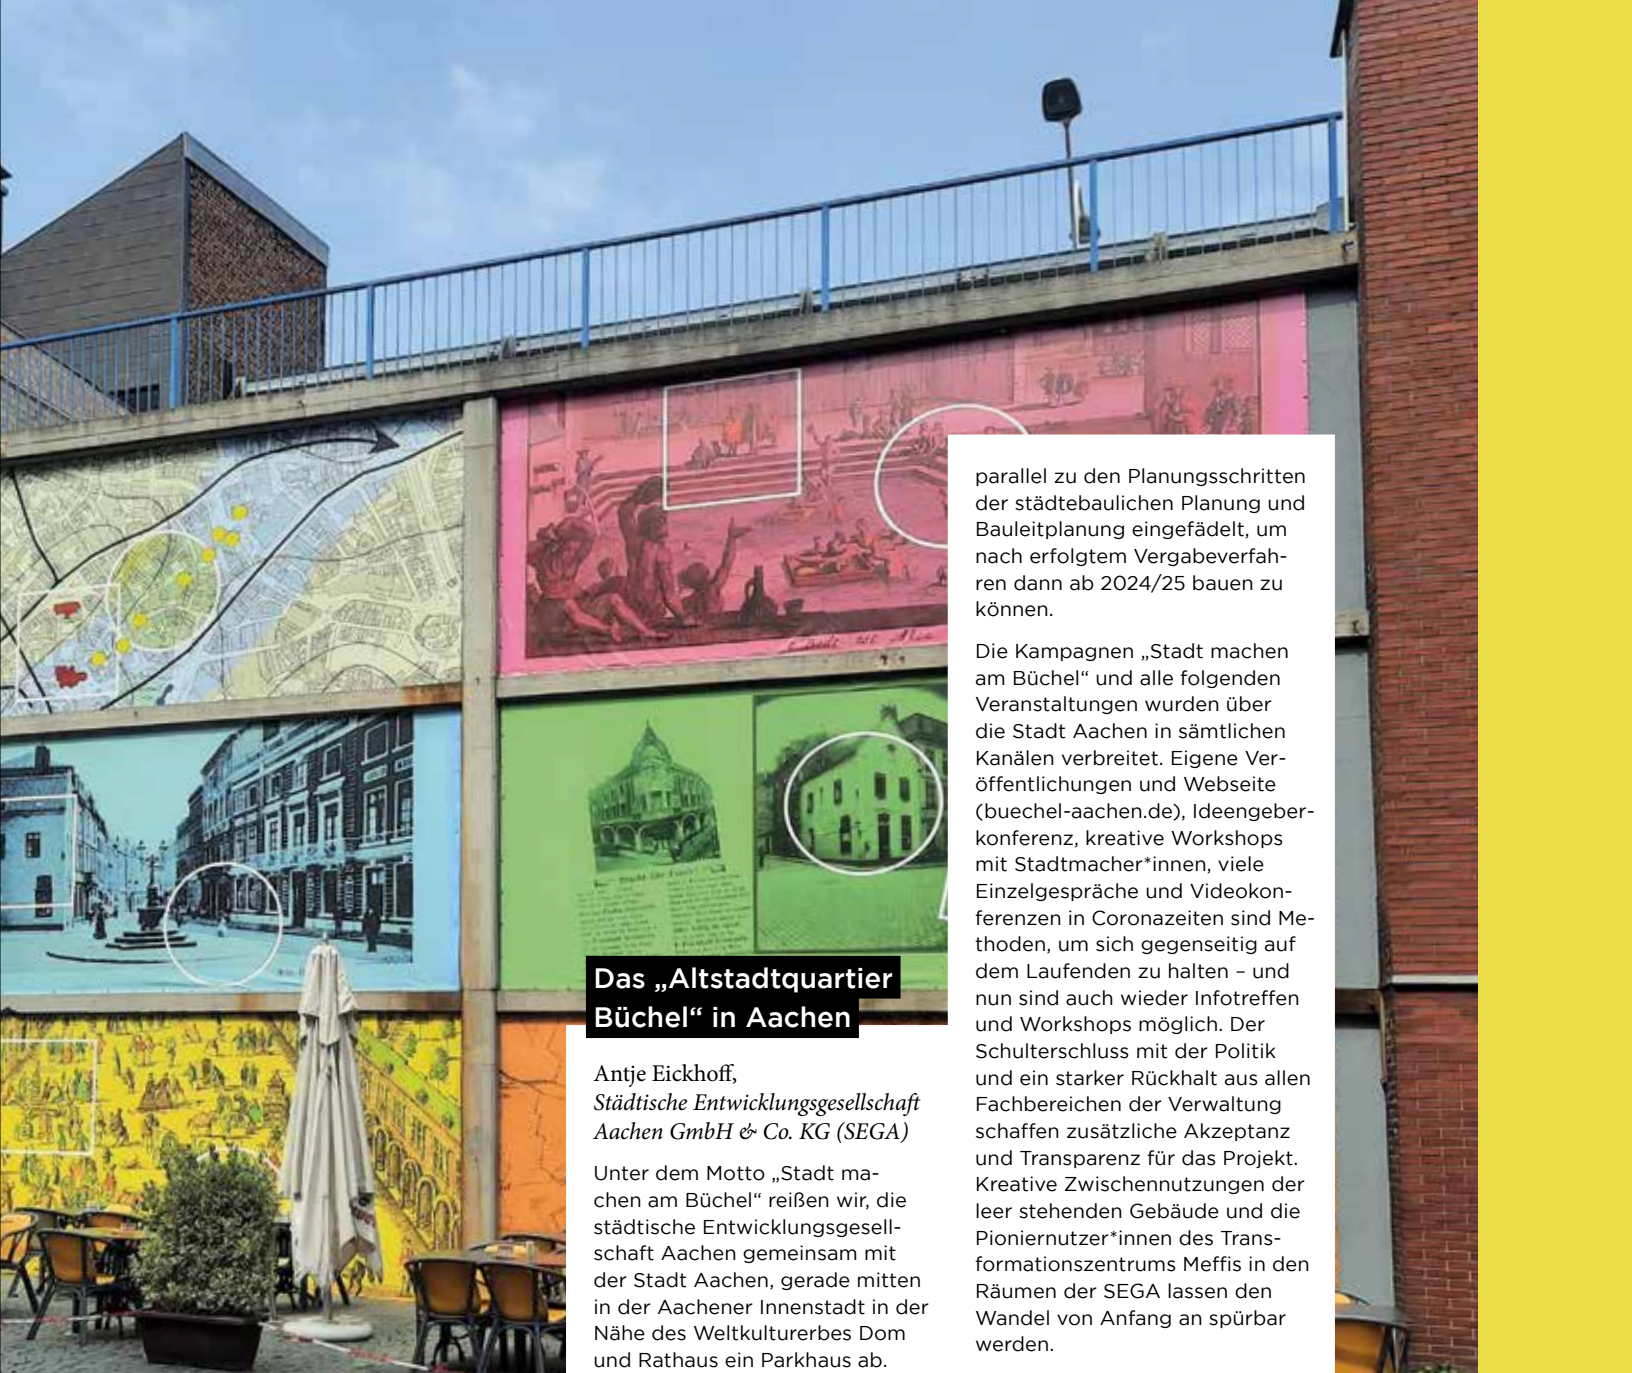 Das „Altstadtquartier
Büchel“ in Aachen
Antje Eickhoff,
Städtische Entwicklungsgesellschaft
Aachen GmbH & Co. KG (SEGA)
Unter dem Motto „Stadt ma-
chen am Büchel“ reißen wir, die
städtische Entwicklungsgesell-
schaft Aachen gemeinsam mit
der Stadt Aachen, gerade mitten
in der Aachener Innenstadt in der
Nähe des Weltkulturerbes Dom
und Rathaus ein Parkhaus ab.
parallel zu den Planungsschritten
der städtebaulichen Planung und
Bauleitplanung eingefädelt, um
nach erfolgtem Vergabeverfah-
ren dann ab 2024/25 bauen zu
können.
Die Kampagnen „Stadt machen
am Büchel“ und alle folgenden
Veranstaltungen wurden über
die Stadt Aachen in sämtlichen
Kanälen verbreitet. Eigene Ver-
öffentlichungen und Webseite
(buechel-aachen.de), Ideengeber-
konferenz, kreative Workshops
mit Stadtmacher*innen, viele
Einzelgespräche und Videokon-
ferenzen in Coronazeiten sind Me-
thoden, um sich gegenseitig auf
dem Laufenden zu halten – und
nun sind auch wieder Infotreffen
und Workshops möglich. Der
Schulterschluss mit der Politik
und ein starker Rückhalt aus allen
Fachbereichen der Verwaltung
schaffen zusätzliche Akzeptanz
und Transparenz für das Projekt.
Kreative Zwischennutzungen der
leer stehenden Gebäude und die
Pioniernutzer*innen des Trans-
formationszentrums Meffis in den
Räumen der SEGA lassen den
Wandel von Anfang an spürbar
werden.